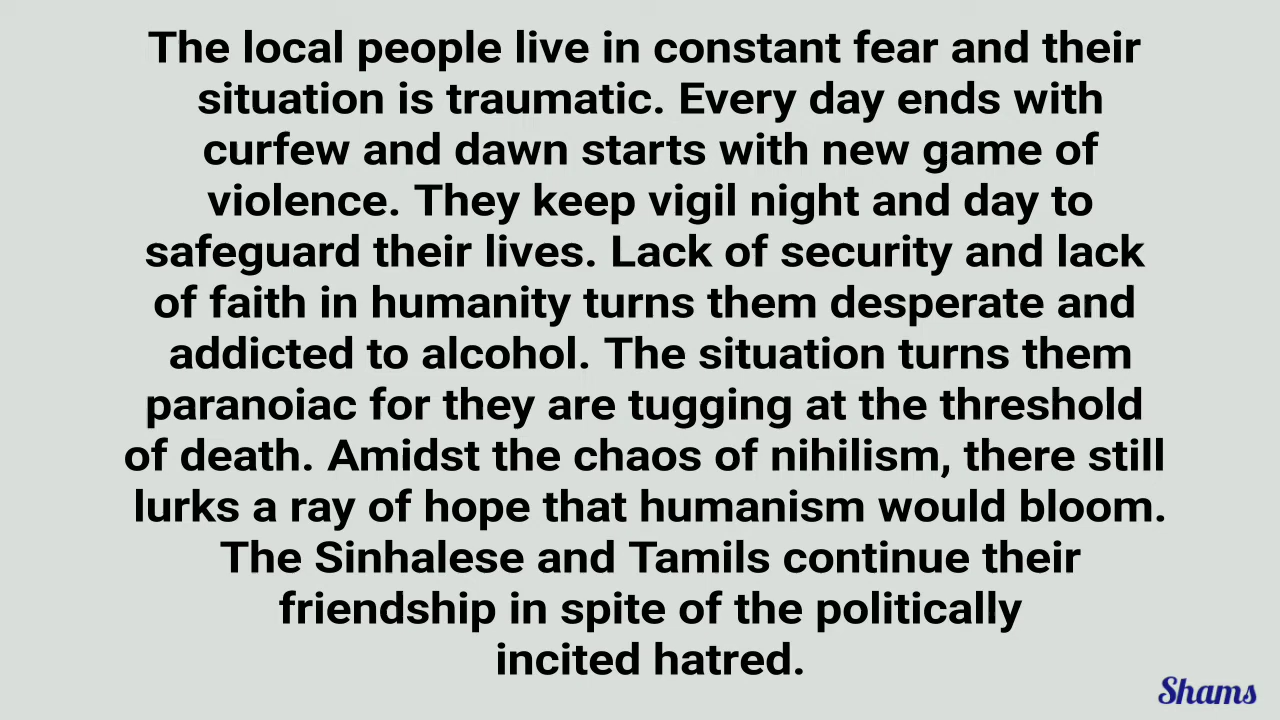 The local people live in constant fear and their
situation is traumatic. Every day ends with
curfew and dawn starts with new game of
violence. They keep vigil night and day to
safeguard their lives. Lack of security and lack
of faith in humanity turns them desperate and
addicted to alcohol. The situation turns them
paranoiac for they are tugging at the threshold
of death. Amidst the chaos of nihilism, there still
lurks a ray of hope that humanism would bloom.
The Sinhalese and Tamils continue their
friendship in spite of the politically
incited hatred.
Shams